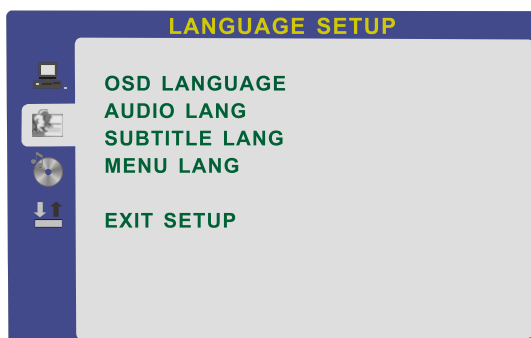 LANGUAGE SETUP
OSD LANGUAGE
AUDIO LANG
SUBTITLE LANG
MENU LANG
EXIT SETUP